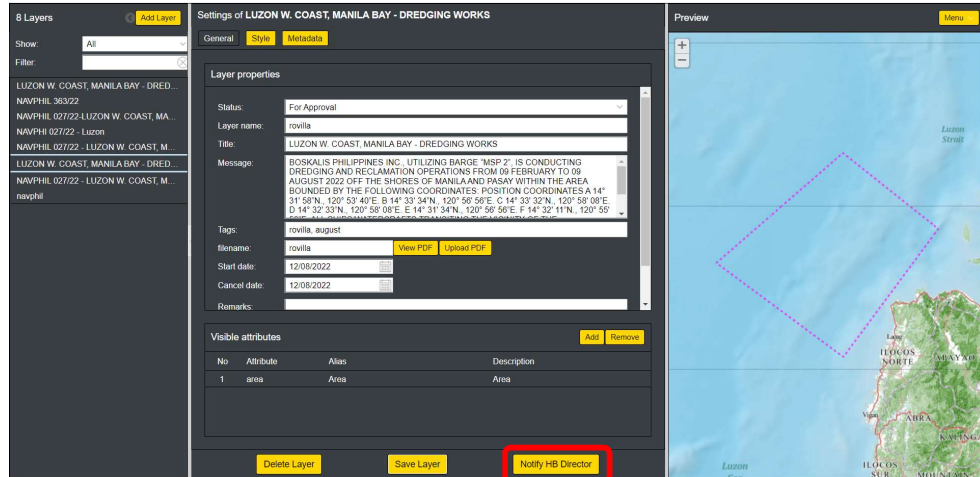 8 Layers
Add Layer
Show:
All
Filter:
LUZON W. COAST, MANILA BAY - DRED...
NAVPHIL 363/22
NAVPHIL 027/22-LUZON W. COAST, MA...
NAVPHI 027/22 - Luzon
NAVPHIL 027/22 - LUZON W. COAST, M...
LUZON W. COAST, MANILA BAY - DRED...
NAVPHIL 027/22 - LUZON W. COAST, M...
navphil
Settings of LUZON W. COAST, MANILA BAY - DREDGING WORKS
General Style Metadata
Layer properties
Status: For Approval
Layer name: rovilla
Title: LUZON W. COAST, MANILA BAY - DREDGING WORKS
Message: BOSKALIS PHILIPPINES INC., UTILIZING BARGE "MSP 2", IS CONDUCTING
DREDGING AND RECLAMATION OPERATIONS FROM 09 FEBRUARY TO 09
AUGUST 2022 OFF THE SHORES OF MANILA AND PASAY WITHIN THE AREA
BOUNDED BY THE FOLLOWING COORDINATES: POSITION COORDINATES A 14°
31' 58"N., 120° 53' 40"E. B 14° 33' 34"N., 120° 56' 56"E. C 14° 33' 32"N., 120° 58' 08"E.
D 14° 32' 33"N., 120° 58' 08"E. E 14° 31' 34"N., 120° 56' 56"E. F 14° 32' 11"N., 120° 55'
Tags: rovilla, august
filename: rovilla View PDF Upload PDF
Start date: 12/08/2022
Cancel date: 12/08/2022
Remarks:
Visible attributes
Add Remove
No Attribute Alias Description
1 area Area Area
Delete Layer Save Layer Notify HB Director
Preview
Menu
+
−
Luzon
Strait
Laoag
ILOCOS
NORTE
APAYAO
Vigan
ABRA
KALINGA
Luzon
ILOCOS
SUR
MOUNTAIN